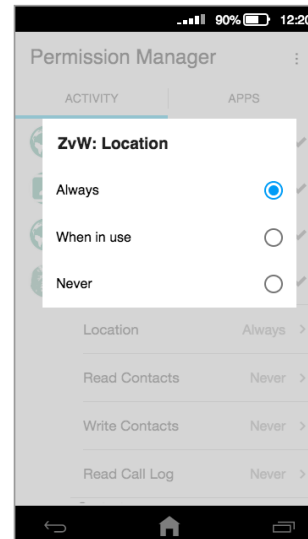 90% 12:20
Permission Manager
ACTIVITY APPS
ZvW: Location
Always
When in use
Never
Location Always
Read Contacts Never
Write Contacts Never
Read Call Log Never